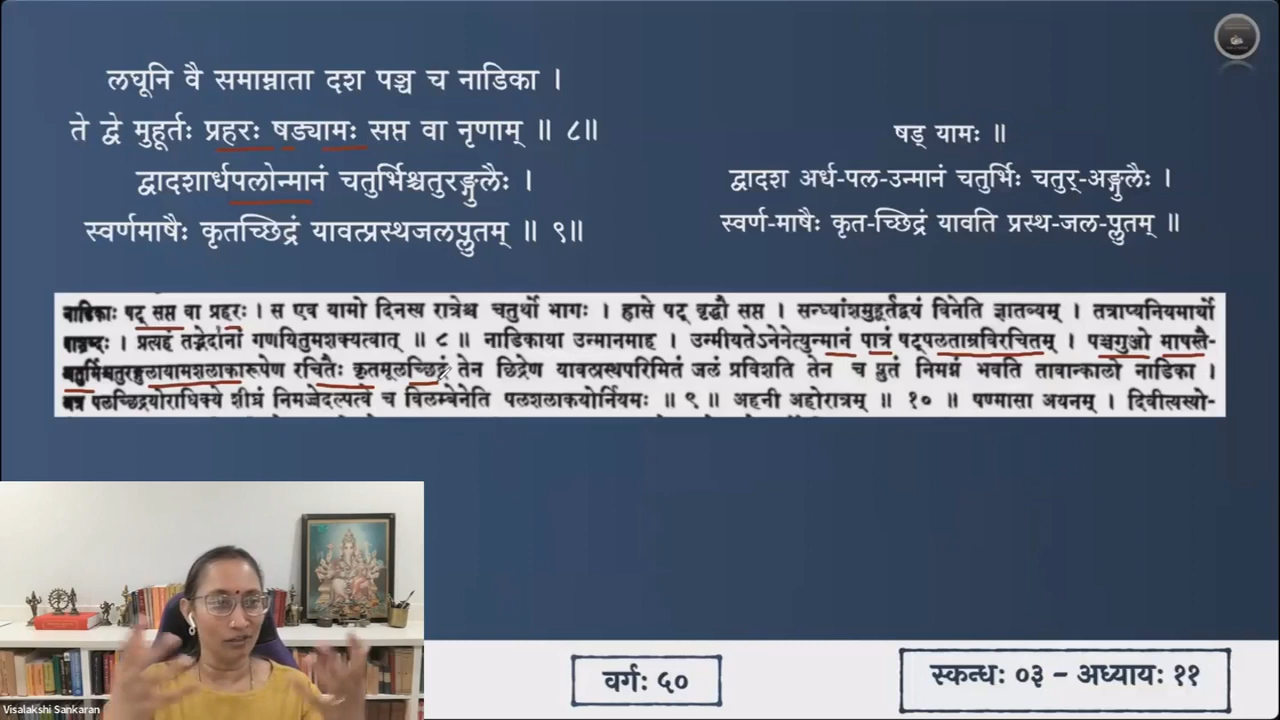 लघूनि वै समाम्नाता दश पञ्च च नाडिका ।
ते द्वे मुहूर्तः प्रहरः षड्यामः सप्त वा नृणाम् ॥ ८॥
द्वादशार्धपलोन्मानं चतुर्भिश्चतुरङ्गुलैः ।
स्वर्णमाषैः कृतच्छिद्रं यावत्प्रस्थजलप्लुतम् ॥ ९॥
षड् यामः ॥
द्वादश अर्ध-पल-उन्मानं चतुर्भिः चतुर्-अङ्गुलैः ।
स्वर्ण-माषैः कृत-च्छिद्रं यावति प्रस्थ-जल-प्लुतम् ॥
नाडिकाः षट् सप्त वा प्रहरः । स एव यामो दिनस्य रात्रेश्च चतुर्थो भागः । ह्रासे षट् वृद्धौ सप्त । सन्ध्यांशमुहूर्तद्वयं विनेति ज्ञातव्यम् । तत्राप्यनियमार्थो
वाशब्दः । प्रत्यहं तद्भेदानां गणयितुमशक्यत्वात् ॥ ८ ॥ नाडिकाया उन्मानमाह । उन्मीयतेऽनेनेत्युन्मानं पात्रं षट्पलताम्रविरचितम् । पञ्चगुञ्जो माषस्तै-
श्चतुर्भिश्चतुरङ्गुलायामशलाकारूपेण रचितैः कृतमूलच्छिद्रं तेन छिद्रेण यावत्प्रस्थपरिमितं जलं प्रविशति तेन च प्लुतं निमग्नं भवति तावान्कालो नाडिका ।
तत्र पलच्छिद्रयोराधिक्ये शीघ्रं निमज्जेदल्पत्वे च विलम्बेनेति पलशलाकयोर्नियमः ॥ ९ ॥ अहनी अहोरात्रम् ॥ १० ॥ षण्मासा अयनम् । दिवीत्यस्यो-
Visalakshi Sankaran
वर्गः ५०
स्कन्धः ०३ – अध्यायः ११